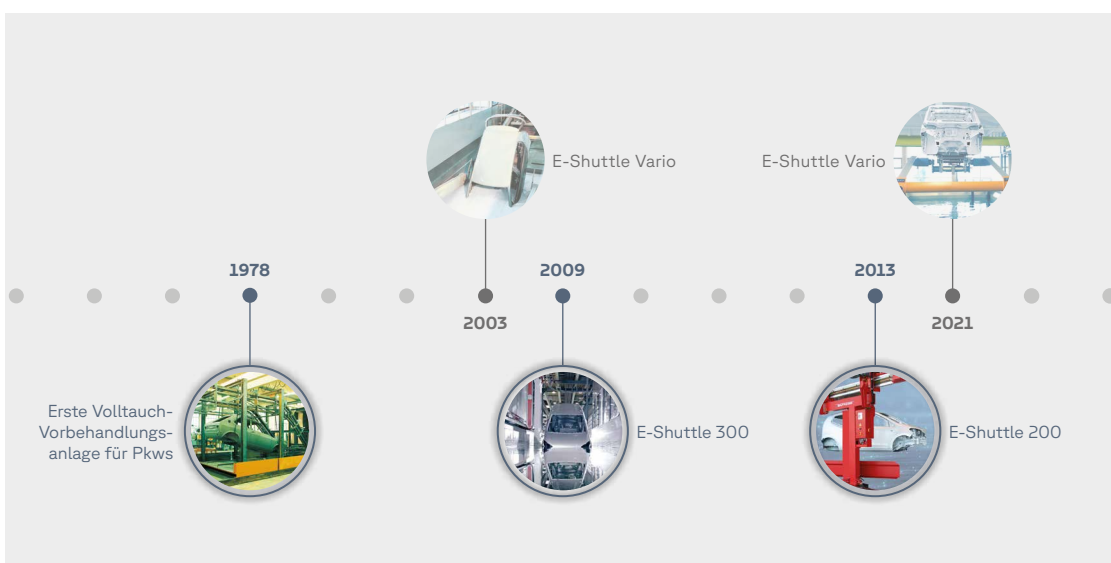 E-Shuttle Vario
E-Shuttle Vario
1978
2009
2013
2003
2021
Erste Volltauch-
Vorbehandlungs-
anlage für Pkws
E-Shuttle 300
E-Shuttle 200